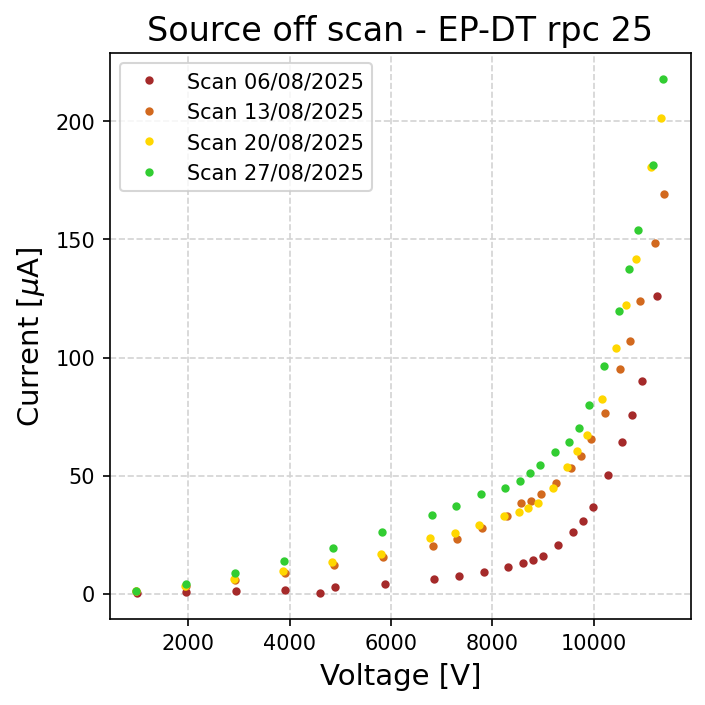 Source off scan - EP-DT rpc 25
Scan 06/08/2025
Scan 13/08/2025
Scan 20/08/2025
Scan 27/08/2025
Current [μA]
200
150
100
50
0
2000 4000 6000 8000 10000
Voltage [V]